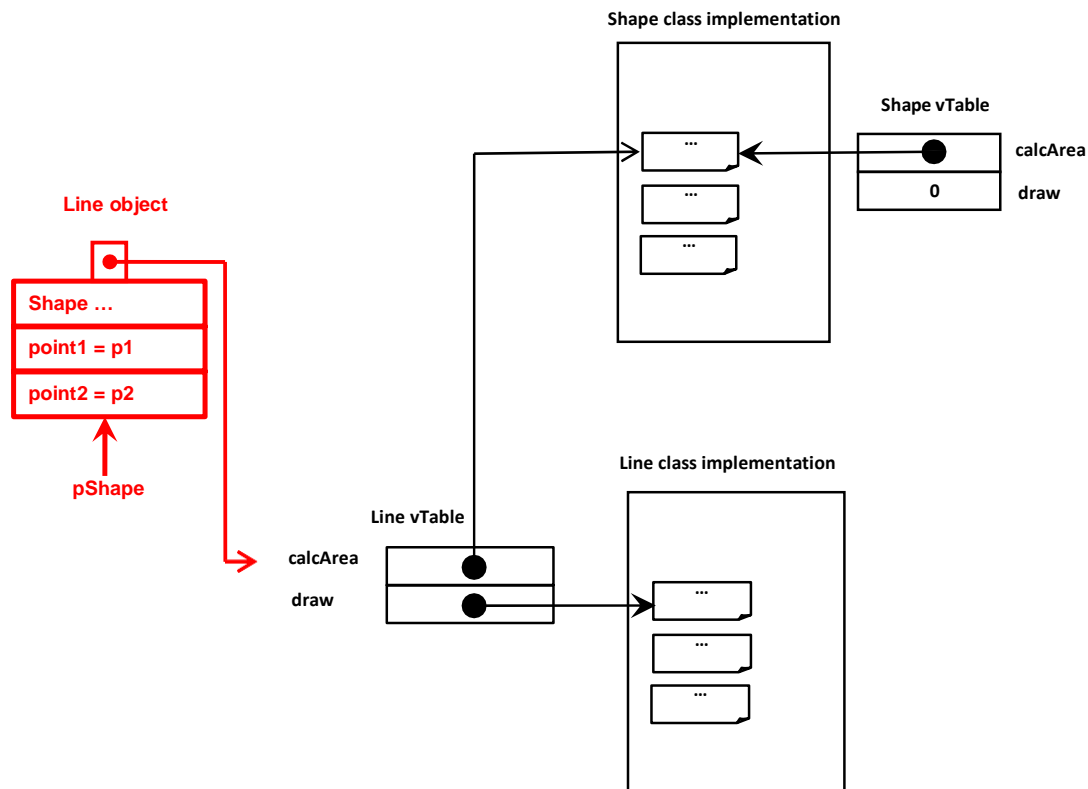 Shape class implementation
Shape vTable
...
calcArea
...
0
draw
...
Line object
Shape ...
point1 = p1
point2 = p2
pShape
Line class implementation
Line vTable
calcArea
draw
...
...
...